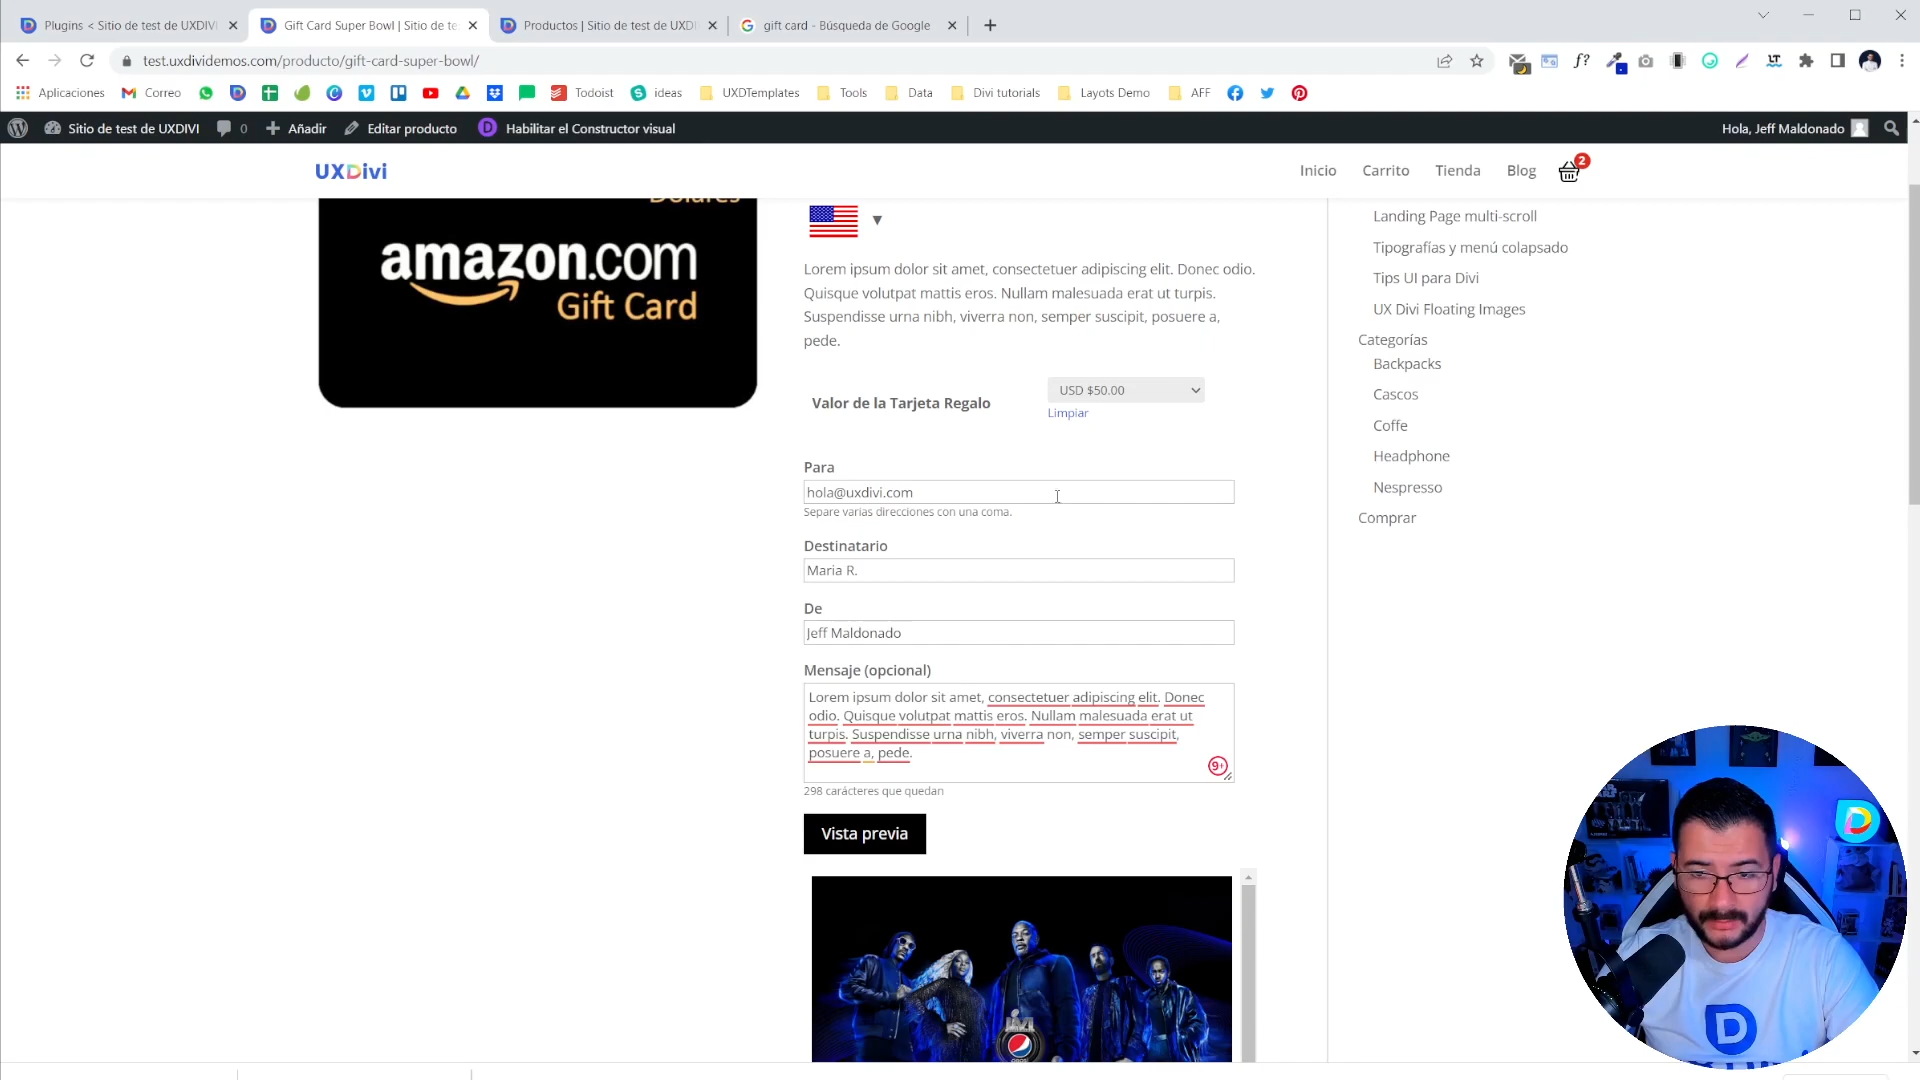 Plugins < Sitio de test de UXDIVI
Gift Card Super Bowl | Sitio de te
Productos | Sitio de test de UXD
gift card - Búsqueda de Google
test.uxdividemos.com/producto/gift-card-super-bowl/
Aplicaciones
Correo
Todoist
ideas
UXDTemplates
Tools
Data
Divi tutorials
Layots Demo
AFF
Sitio de test de UXDIVI
0
Añadir
Editar producto
Habilitar el Constructor visual
Hola, Jeff Maldonado
UXDivi
Inicio
Carrito
Tienda
Blog
2
Dólares
amazon.com
Gift Card
Lorem ipsum dolor sit amet, consectetuer adipiscing elit. Donec odio.
Quisque volutpat mattis eros. Nullam malesuada erat ut turpis.
Suspendisse urna nibh, viverra non, semper suscipit, posuere a,
pede.
Valor de la Tarjeta Regalo
USD $50.00
Limpiar
Para
hola@uxdivi.com
Separe varias direcciones con una coma.
Destinatario
Maria R.
De
Jeff Maldonado
Mensaje (opcional)
Lorem ipsum dolor sit amet, consectetuer adipiscing elit. Donec
odio. Quisque volutpat mattis eros. Nullam malesuada erat ut
turpis. Suspendisse urna nibh, viverra non, semper suscipit,
posuere a, pede.
9+
298 carácteres que quedan
Vista previa
Landing Page multi-scroll
Tipografías y menú colapsado
Tips UI para Divi
UX Divi Floating Images
Categorías
Backpacks
Cascos
Coffe
Headphone
Nespresso
Comprar